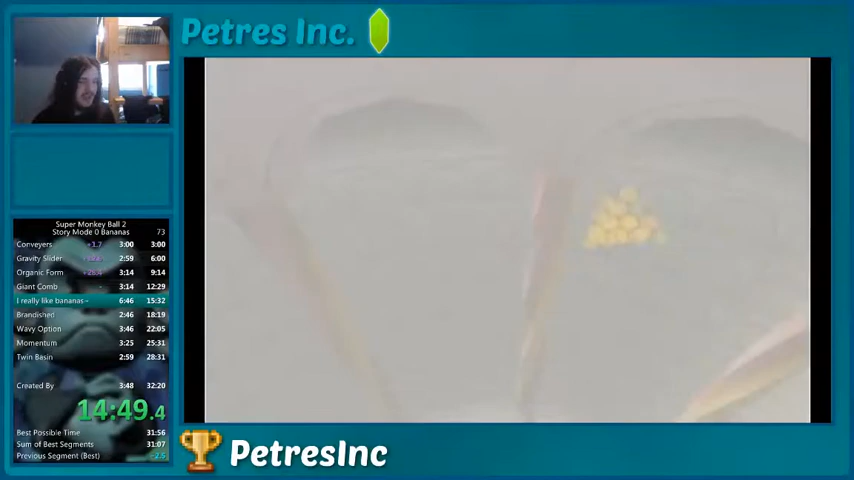 Petres Inc.
Super Monkey Ball 2
Story Mode 0 Bananas 73
Conveyers +1.7 3:00 3:00
Gravity Slider 2:59 6:00
Organic Form 3:14 9:14
Giant Comb - 3:14 12:29
I really like bananas - 6:46 15:32
Brandished 2:46 18:19
Wavy Option 3:46 22:05
Momentum 3:25 25:31
Twin Basin 2:59 28:31
Created By 3:48 32:20
14:49.4
Best Possible Time 31:56
Sum of Best Segments 31:07
Previous Segment (Best) +2.5
PetresInc